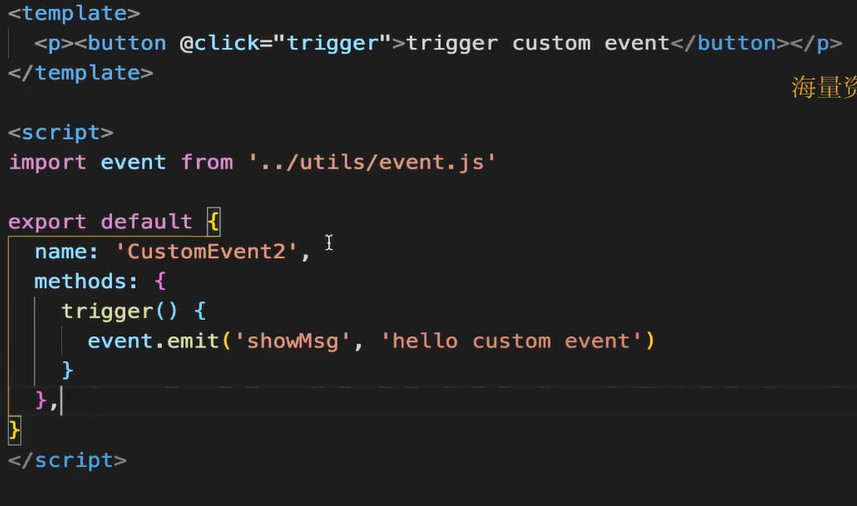 <template>
  <p><button @click="trigger">trigger custom event</button></p>
</template>
海量
<script>
import event from '../utils/event.js'
export default {
  name: 'CustomEvent2',
  methods: {
    trigger() {
      event.emit('showMsg', 'hello custom event')
    }
  },
}
</script>